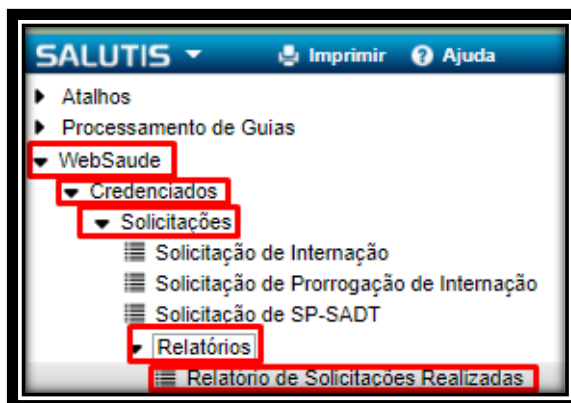 SALUTIS Imprimir Ajuda
Atalhos
Processamento de Guias
WebSaude
Credenciados
Solicitações
Solicitação de Internação
Solicitação de Prorrogação de Internação
Solicitação de SP-SADT
Relatórios
Relatório de Solicitações Realizadas